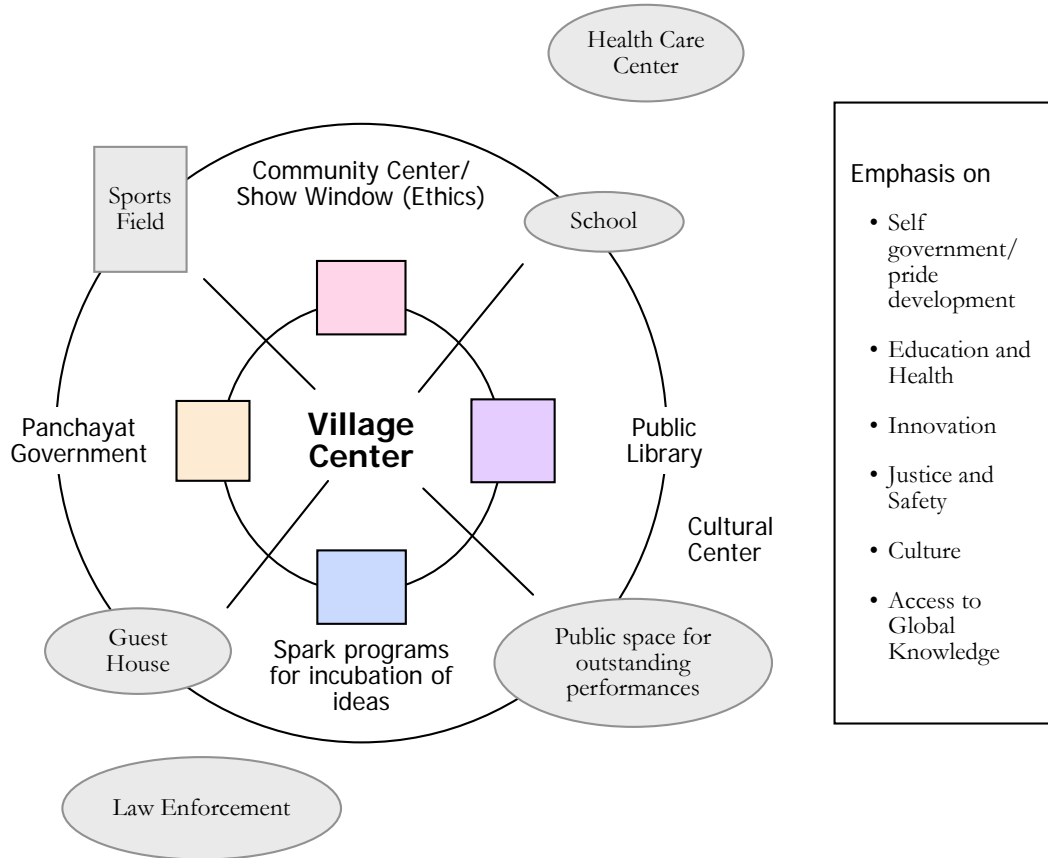 Health Care
Center
Community Center/
Show Window (Ethics)
Sports
Field
School
Emphasis on
• Self
government/
pride
development
• Education and
Health
• Innovation
• Justice and
Safety
• Culture
• Access to
Global
Knowledge
Panchayat
Government
Village
Center
Public
Library
Cultural
Center
Guest
House
Spark programs
for incubation of
ideas
Public space for
outstanding
performances
Law Enforcement